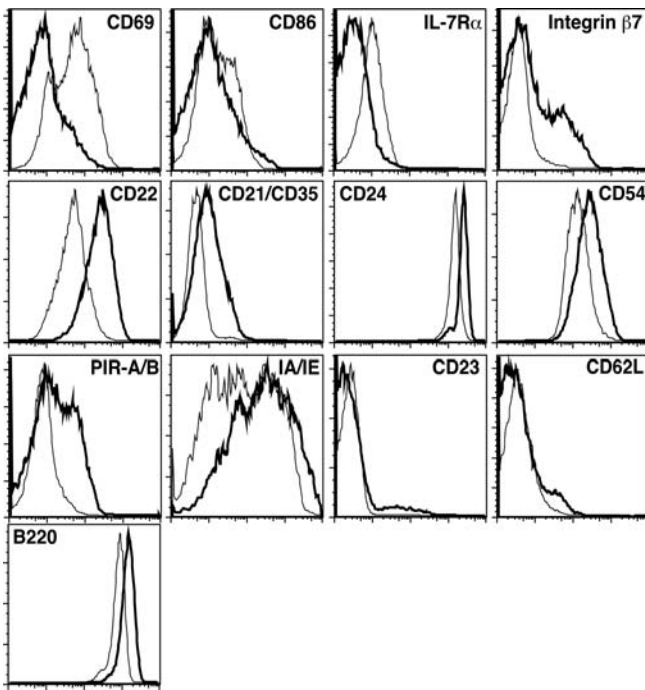 CD69
CD86
IL-7Rα
Integrin β7
CD22
CD21/CD35
CD24
CD54
PIR-A/B
IA/IE
CD23
CD62L
B220